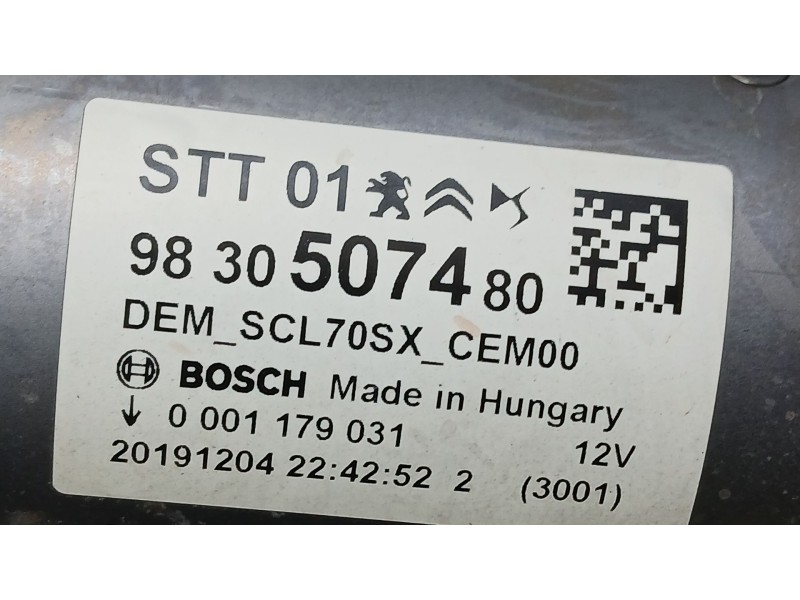 STT 01
98 30 5074 80
DEM_SCL70SX_CEM00
BOSCH Made in Hungary
0 001 179 031 12V
20191204 22:42:52 2 (3001)